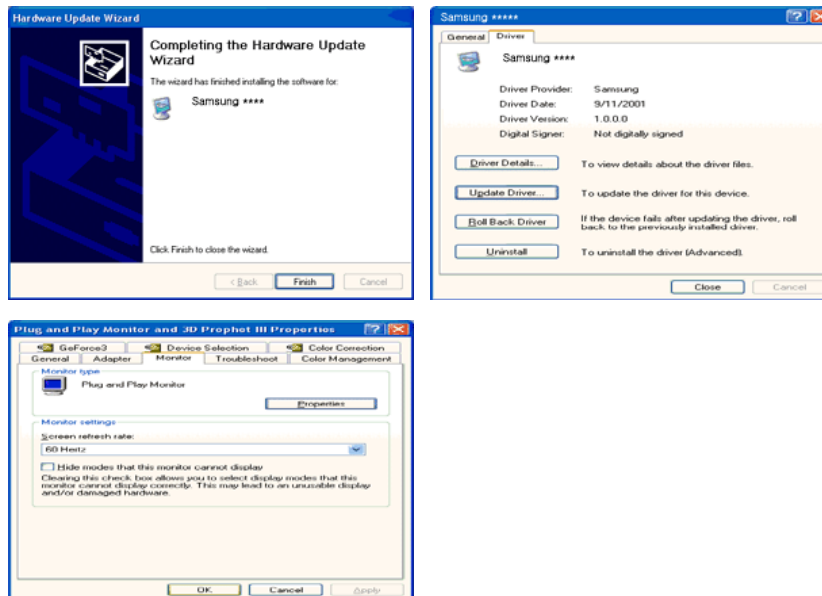 Hardware Update Wizard
Completing the Hardware Update
Wizard
The wizard has finished installing the software for:
Samsung ****
Click Finish to close the wizard.
< Back
Finish
Cancel
Samsung *****
General
Driver
Samsung ****
Driver Provider: Samsung
Driver Date: 9/11/2001
Driver Version: 1.0.0.0
Digital Signer: Not digitally signed
Driver Details...
To view details about the driver files.
Update Driver...
To update the driver for this device.
Roll Back Driver
If the device fails after updating the driver, roll
back to the previously installed driver.
Uninstall
To uninstall the driver (Advanced).
Close
Cancel
Plug and Play Monitor and 3D Prophet III Properties
GeForce3
Device Selection
Color Correction
General
Adapter
Monitor
Troubleshoot
Color Management
Monitor type
Plug and Play Monitor
Properties
Monitor settings
Screen refresh rate:
60 Hertz
Hide modes that this monitor cannot display
Clearing this check box allows you to select display modes that this
monitor cannot display correctly. This may lead to an unusable display
and/or damaged hardware.
OK
Cancel
Apply